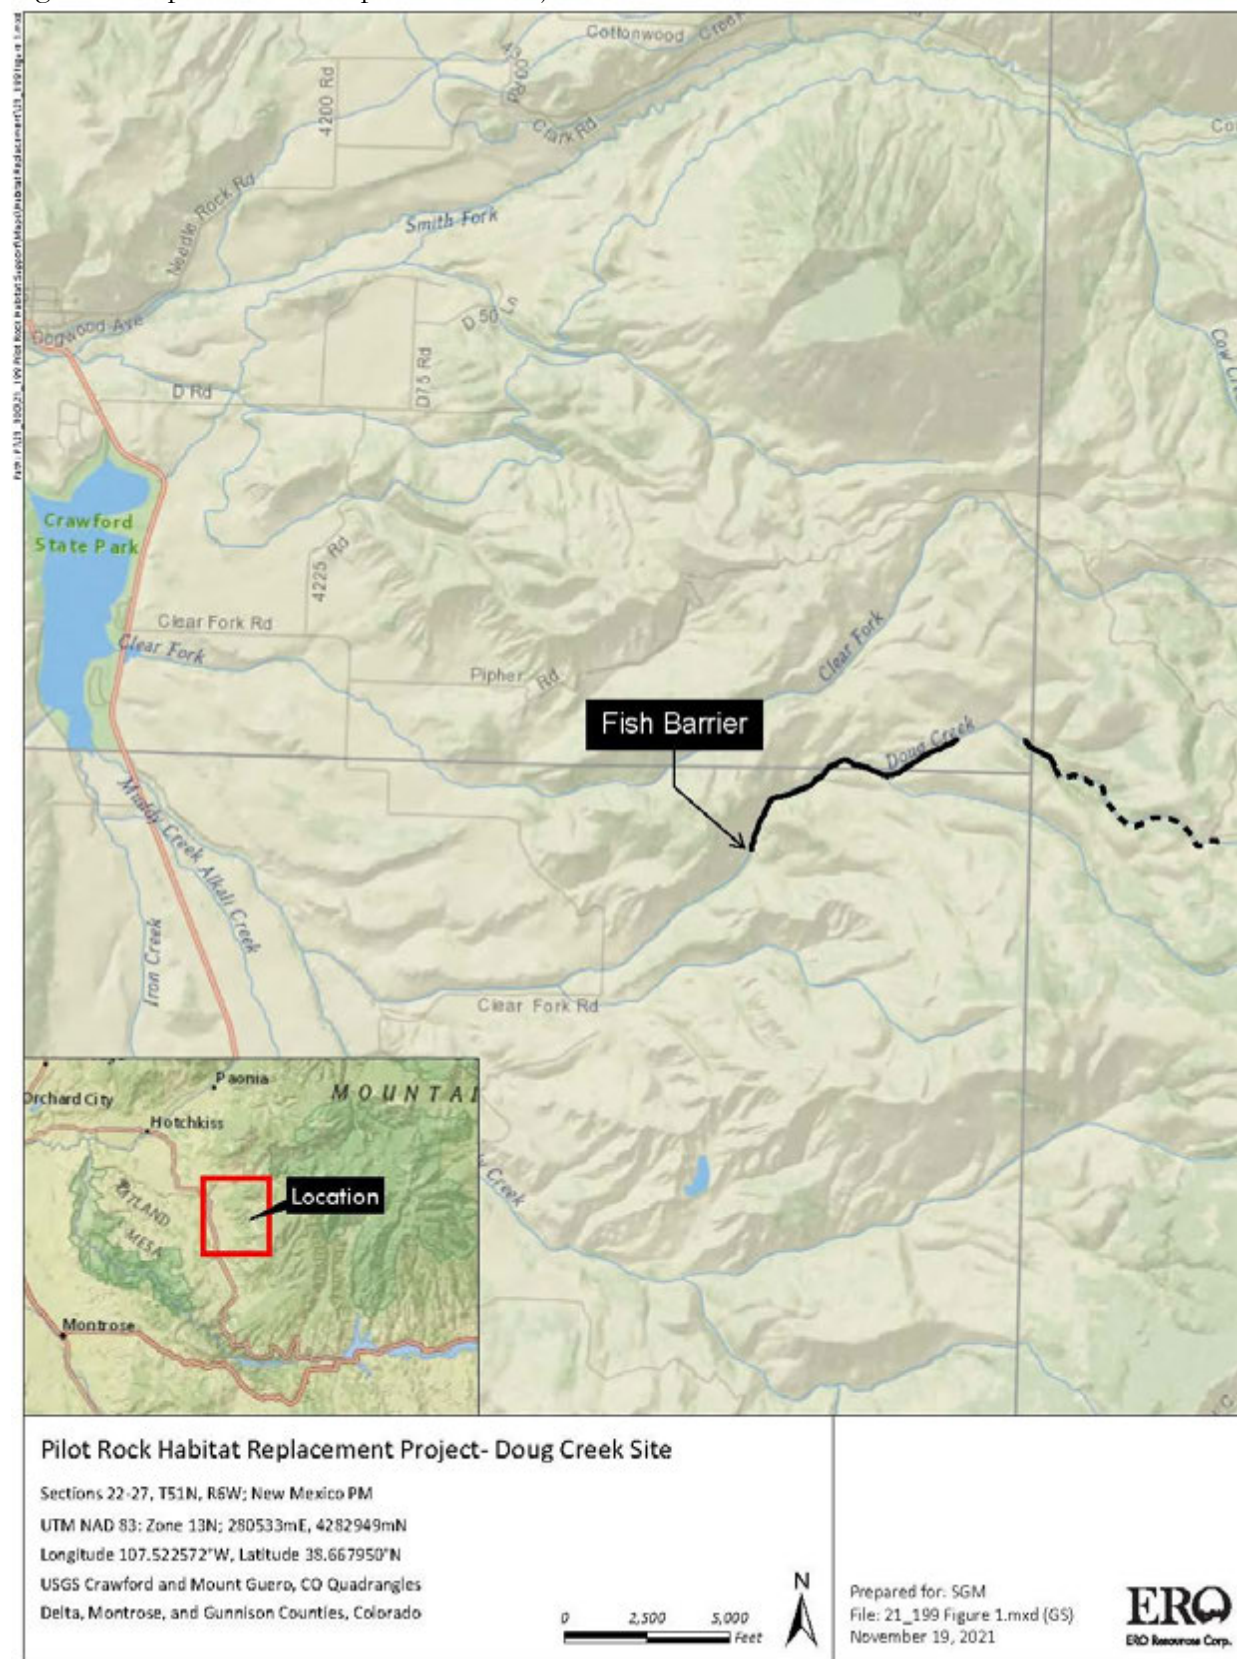 Cottonwood Creek
4200 Rd
Clark Rd
Needle Rock Rd
Smith Fork
Dogwood Ave
D 50 Ln
D75 Rd
D Rd
Crawford
State Park
4225 Rd
Clear Fork Rd
Clear Fork
Pipher Rd
Clear Fork
Fish Barrier
Doug Creek
Muddy Creek
Alkali Creek
Iron Creek
Clear Fork Rd
Paonia
Orchard City
Hotchkiss
Location
MESA
Montrose
Creek
Pilot Rock Habitat Replacement Project- Doug Creek Site
Sections 22-27, T51N, R6W; New Mexico PM
UTM NAD 83: Zone 13N; 280533mE, 4282949mN
Longitude 107.522572°W, Latitude 38.667950°N
USGS Crawford and Mount Guero, CO Quadrangles
Delta, Montrose, and Gunnison Counties, Colorado
0 2,500 5,000
Feet
N
Prepared for: SGM
File: 21_199 Figure 1.mxd (GS)
November 19, 2021
ERO
ERO Resources Corp.